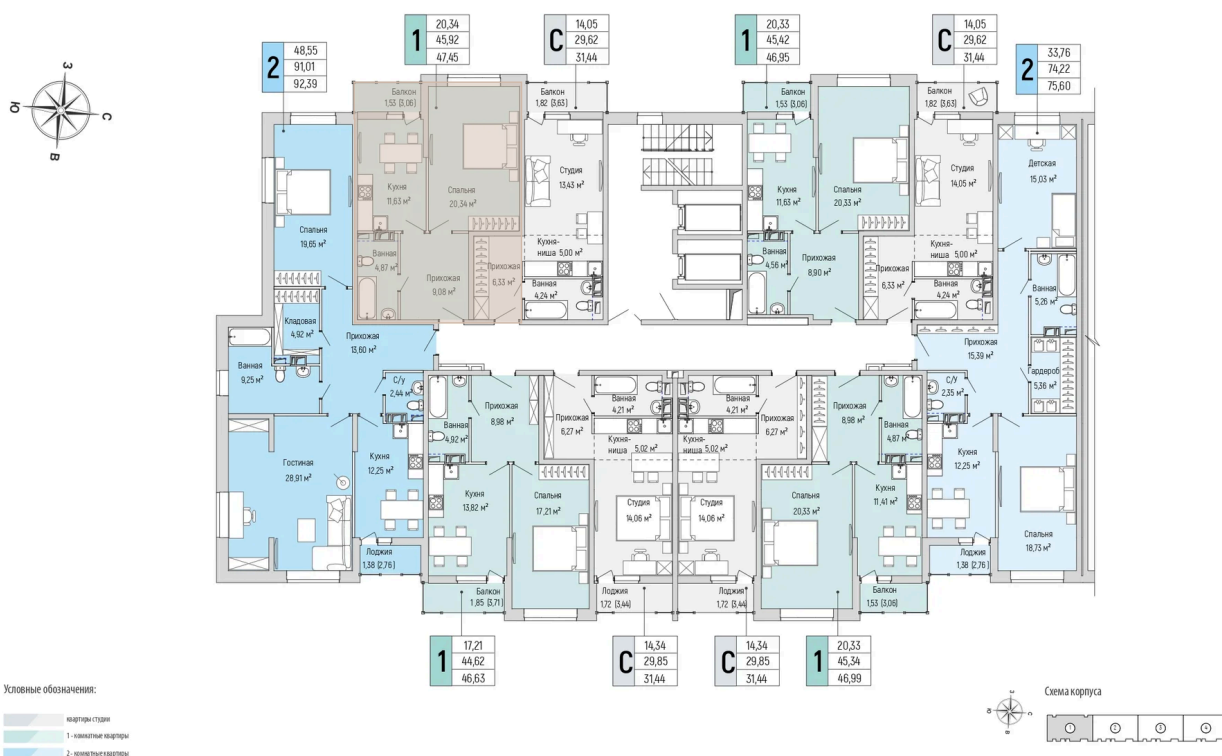 2
48,55
91,01
92,39
1
20,34
45,92
47,45
С
14,05
29,62
31,44
1
20,33
45,42
46,95
С
14,05
29,62
31,44
2
33,76
74,22
75,60
З
Ю
С
В
Балкон
1,53 (3,06)
Балкон
1,82 (3,63)
Балкон
1,53 (3,06)
Балкон
1,82 (3,63)
Спальня
19,65 м²
Кухня
11,63 м²
Спальня
20,34 м²
Студия
13,43 м²
Кухня
11,63 м²
Спальня
20,33 м²
Студия
14,05 м²
Детская
15,03 м²
Ванная
4,87 м²
Прихожая
9,08 м²
Прихожая
6,33 м²
Кухня-
ниша 5,00 м²
Ванная
4,24 м²
Ванная
4,56 м²
Прихожая
8,90 м²
Прихожая
6,33 м²
Кухня-
ниша 5,00 м²
Ванная
4,24 м²
Ванная
5,26 м²
Кладовая
4,92 м²
Прихожая
13,60 м²
Ванная
9,25 м²
С/у
2,44 м²
Прихожая
15,39 м²
Гардероб
5,36 м²
С/у
2,35 м²
Ванная
4,92 м²
Прихожая
8,98 м²
Прихожая
6,27 м²
Ванная
4,21 м²
Кухня-
ниша 5,02 м²
Ванная
4,21 м²
Кухня-
ниша 5,02 м²
Прихожая
6,27 м²
Прихожая
8,98 м²
Ванная
4,87 м²
Гостиная
28,91 м²
Кухня
12,25 м²
Кухня
13,82 м²
Спальня
17,21 м²
Студия
14,06 м²
Студия
14,06 м²
Спальня
20,33 м²
Кухня
11,41 м²
Кухня
12,25 м²
Спальня
18,73 м²
Лоджия
1,38 (2,76)
Балкон
1,85 (3,71)
Лоджия
1,72 (3,44)
Лоджия
1,72 (3,44)
Балкон
1,53 (3,06)
Лоджия
1,38 (2,76)
1
17,21
44,62
46,63
С
14,34
29,85
31,44
С
14,34
29,85
31,44
1
20,33
45,34
46,99
Условные обозначения:
квартиры студии
1 - комнатные квартиры
2 - комнатные квартиры
З
Ю
С
В
Схема корпуса
1
2
3
4